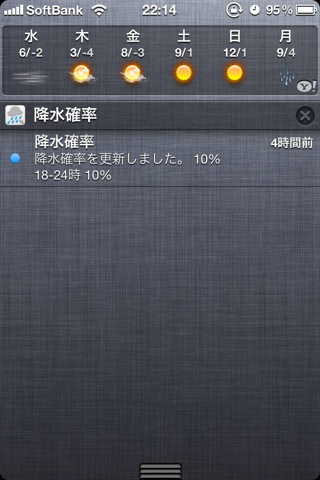 SoftBank 22:14 95%
水 木 金 土 日 月
6/-2 3/-4 8/-3 9/1 12/1 9/4
Y!
降水確率
降水確率 4時間前
降水確率を更新しました。 10%
18-24時 10%